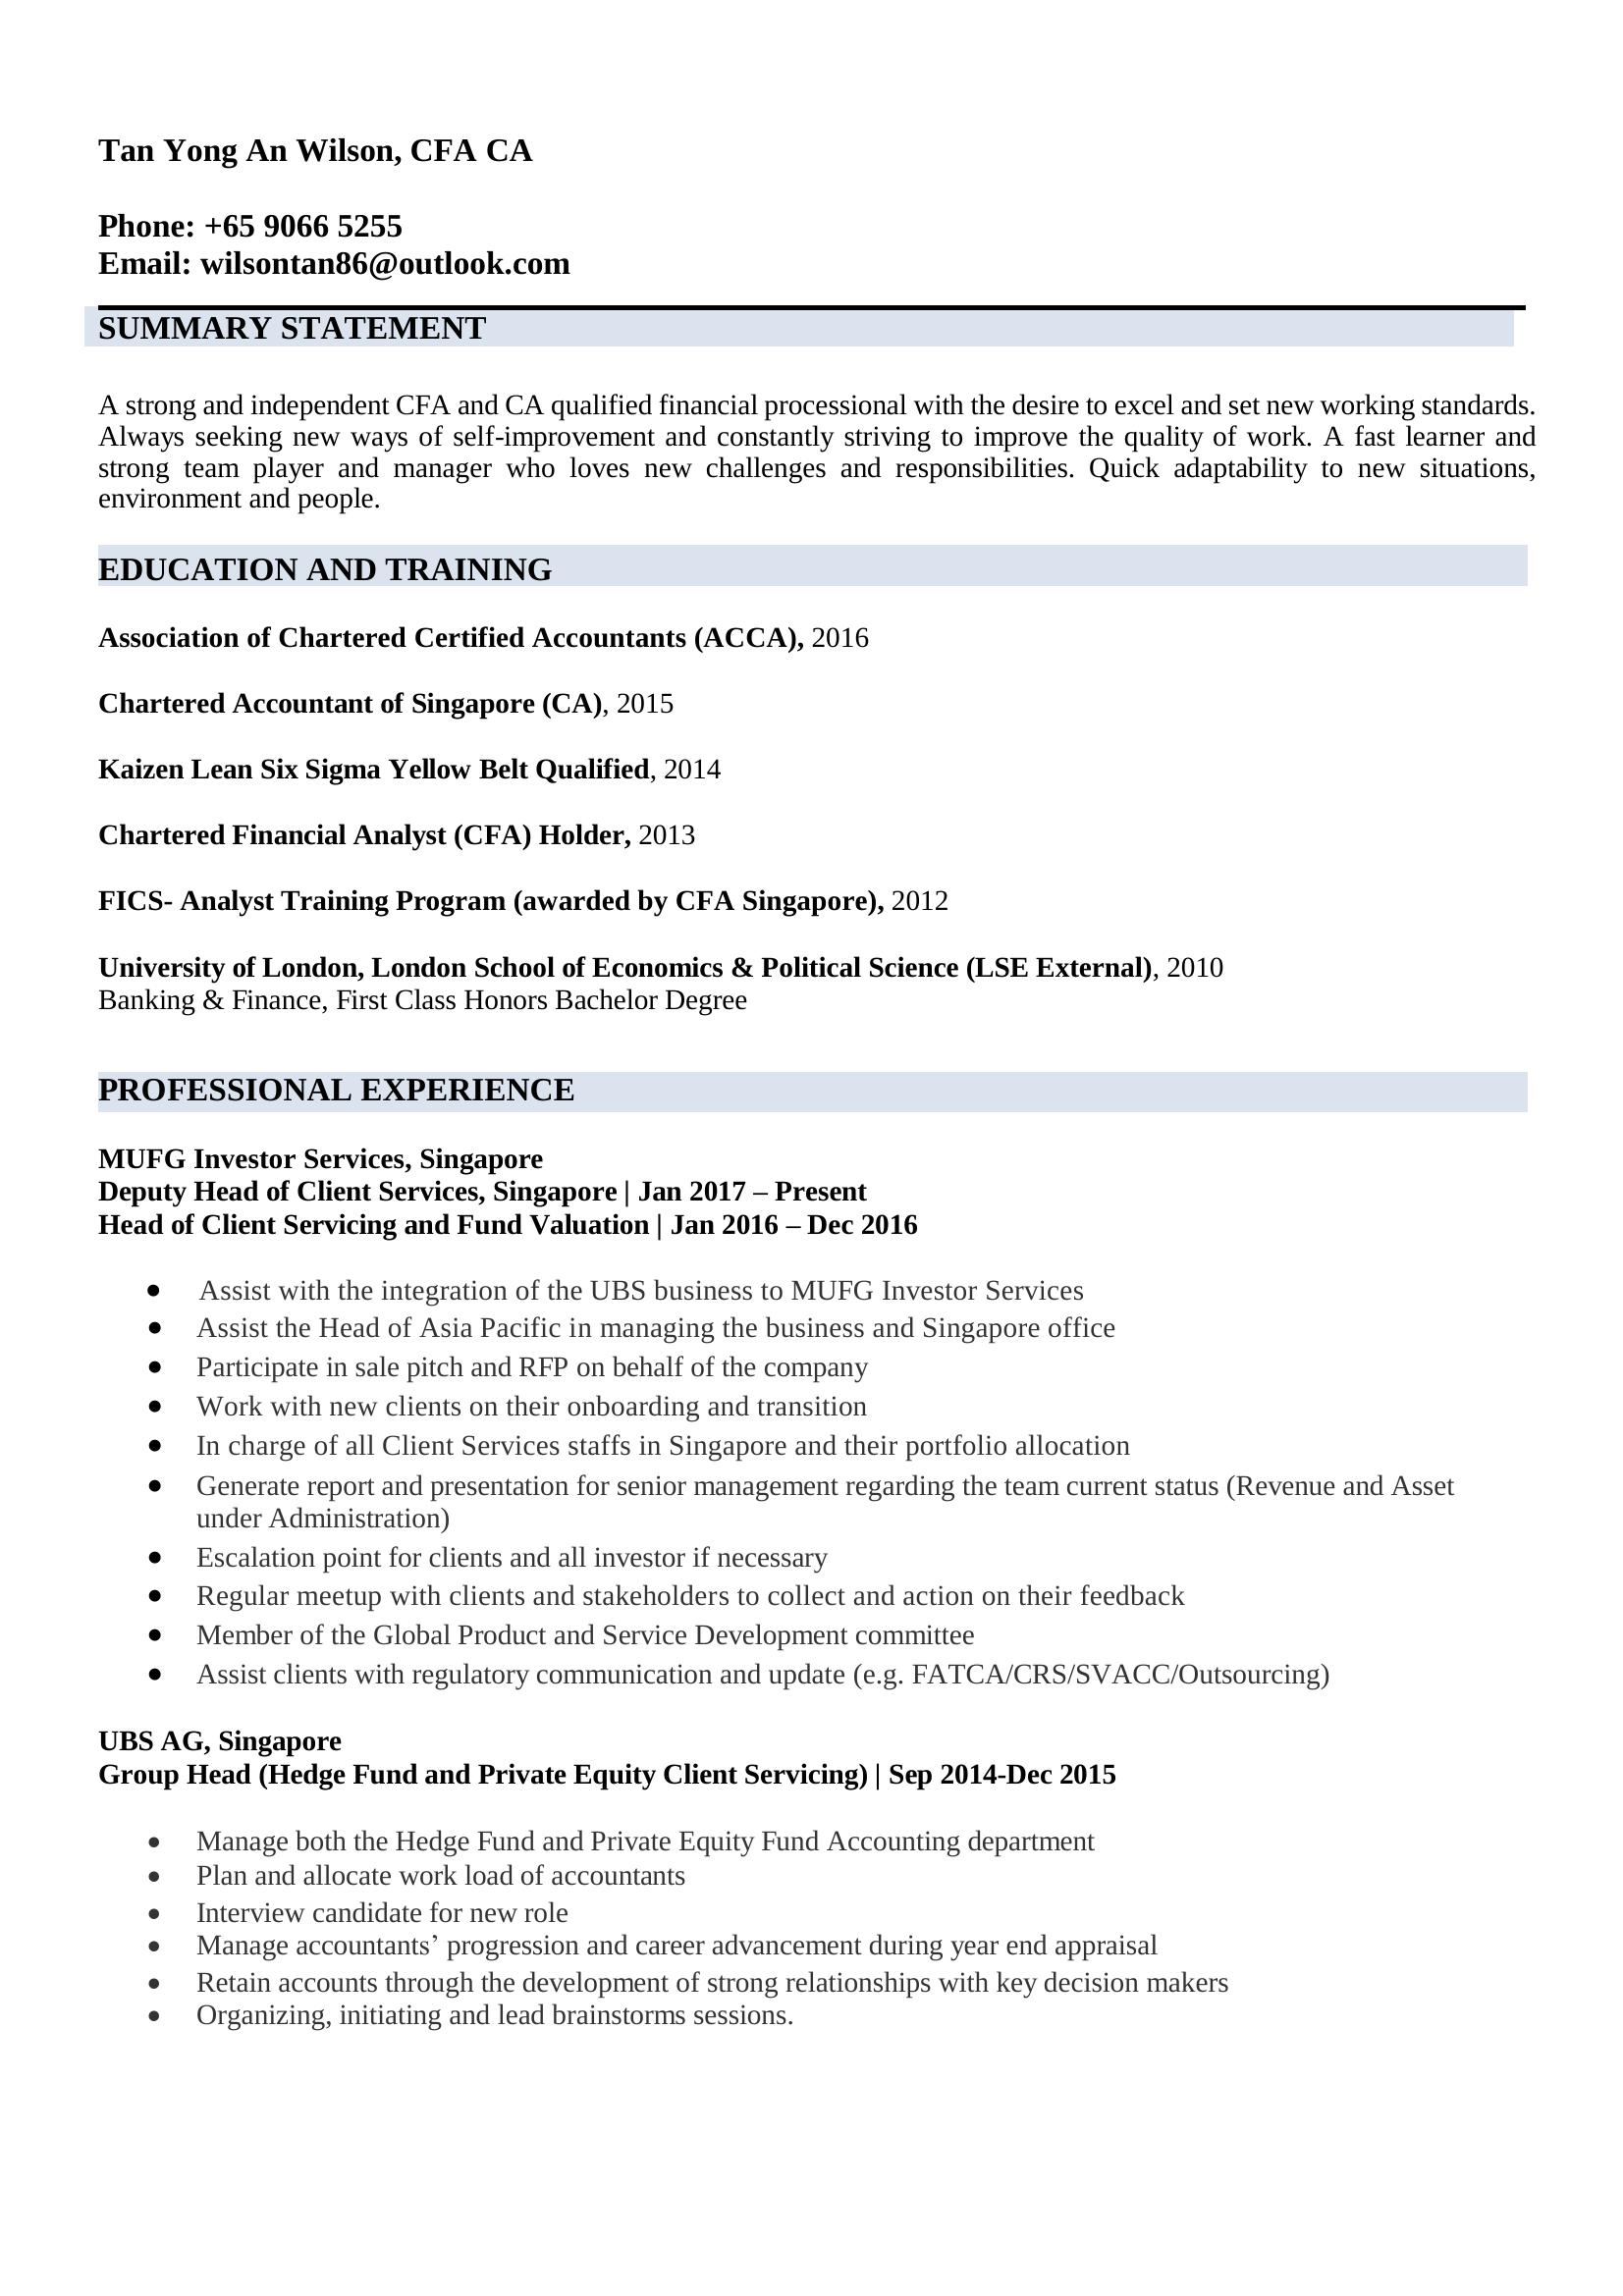 Tan Yong An Wilson, CFA CA
Phone: +65 9066 5255
Email: wilsontan86@outlook.com
SUMMARY STATEMENT
A strong and independent CFA and CA qualified financial processional with the desire to excel and set new working standards.
Always seeking new ways of self-improvement and constantly striving to improve the quality of work. A fast learner and
strong team player and manager who loves new challenges and responsibilities. Quick adaptability to new situations,
environment and people.
EDUCATION AND TRAINING
Association of Chartered Certified Accountants (ACCA), 2016
Chartered Accountant of Singapore (CA), 2015
Kaizen Lean Six Sigma Yellow Belt Qualified, 2014
Chartered Financial Analyst (CFA) Holder, 2013
FICS- Analyst Training Program (awarded by CFA Singapore), 2012
University of London, London School of Economics & Political Science (LSE External), 2010
Banking & Finance, First Class Honors Bachelor Degree
PROFESSIONAL EXPERIENCE
MUFG Investor Services, Singapore
Deputy Head of Client Services, Singapore | Jan 2017 – Present
Head of Client Servicing and Fund Valuation | Jan 2016 – Dec 2016
● Assist with the integration of the UBS business to MUFG Investor Services
● Assist the Head of Asia Pacific in managing the business and Singapore office
● Participate in sale pitch and RFP on behalf of the company
● Work with new clients on their onboarding and transition
● In charge of all Client Services staffs in Singapore and their portfolio allocation
● Generate report and presentation for senior management regarding the team current status (Revenue and Asset
under Administration)
● Escalation point for clients and all investor if necessary
● Regular meetup with clients and stakeholders to collect and action on their feedback
● Member of the Global Product and Service Development committee
● Assist clients with regulatory communication and update (e.g. FATCA/CRS/SVACC/Outsourcing)
UBS AG, Singapore
Group Head (Hedge Fund and Private Equity Client Servicing) | Sep 2014-Dec 2015
● Manage both the Hedge Fund and Private Equity Fund Accounting department
● Plan and allocate work load of accountants
● Interview candidate for new role
● Manage accountants’ progression and career advancement during year end appraisal
● Retain accounts through the development of strong relationships with key decision makers
● Organizing, initiating and lead brainstorms sessions.